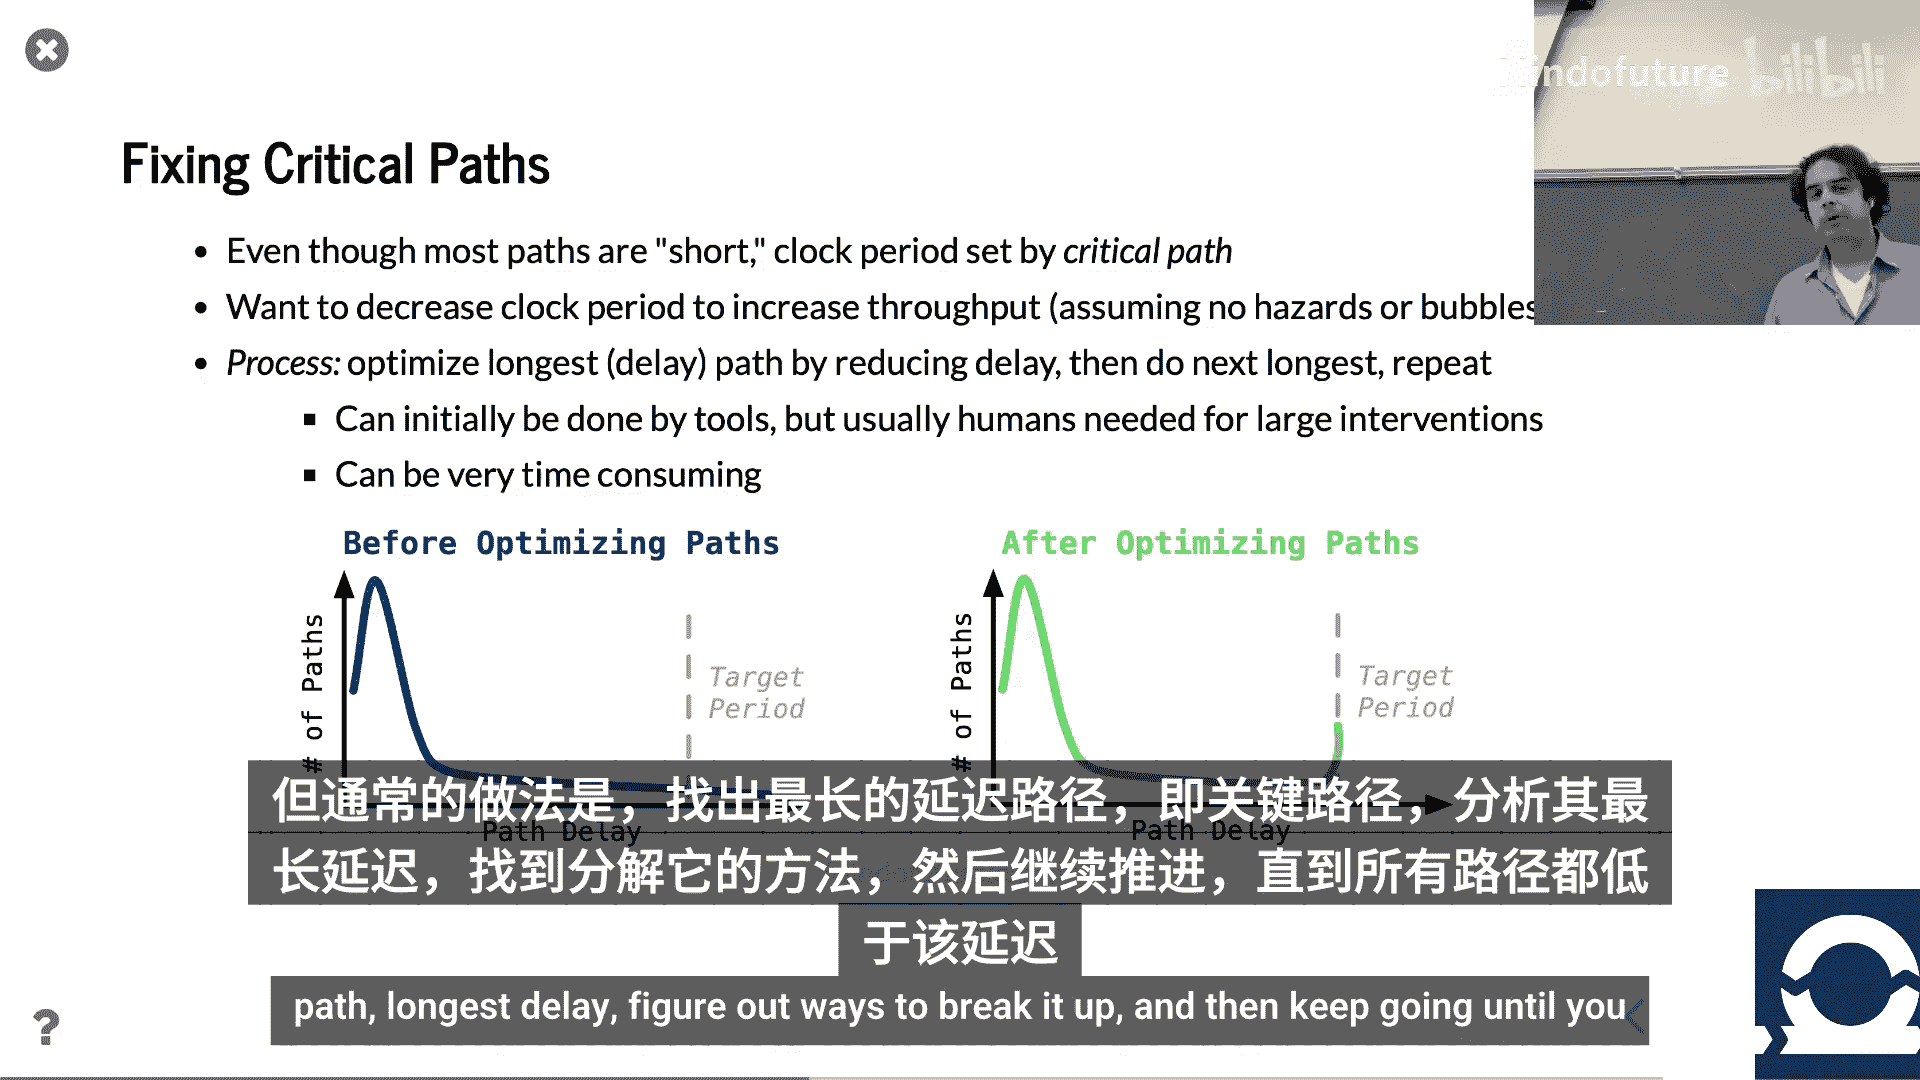 indofuture bilibili
Fixing Critical Paths
Even though most paths are "short," clock period set by critical path
Want to decrease clock period to increase throughput (assuming no hazards or bubbles
Process: optimize longest (delay) path by reducing delay, then do next longest, repeat
Can initially be done by tools, but usually humans needed for large interventions
Can be very time consuming
Before Optimizing Paths
# of Paths
Target
Period
Path Delay
After Optimizing Paths
# of Paths
Target
Period
Path Delay
但通常的做法是，找出最长的延迟路径，即关键路径，分析其最
长延迟，找到分解它的方法，然后继续推进，直到所有路径都低
于该延迟
path, longest delay, figure out ways to break it up, and then keep going until you
?